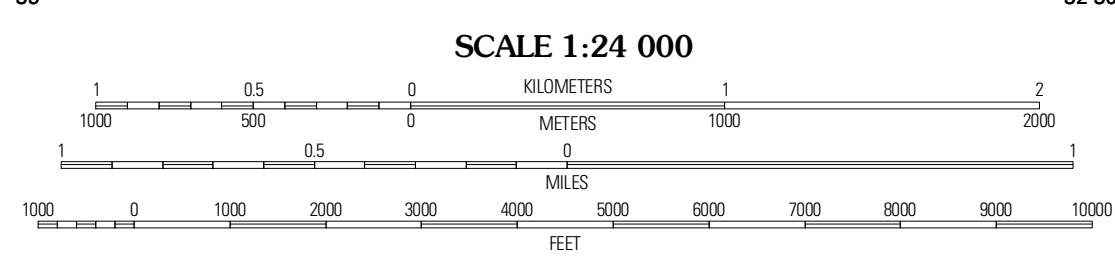 SCALE 1:24 000
1 0.5 0 KILOMETERS 1 2
1000 500 0 METERS 1000 2000
1 0.5 0 1
MILES
1000 0 1000 2000 3000 4000 5000 6000 7000 8000 9000 10000
FEET